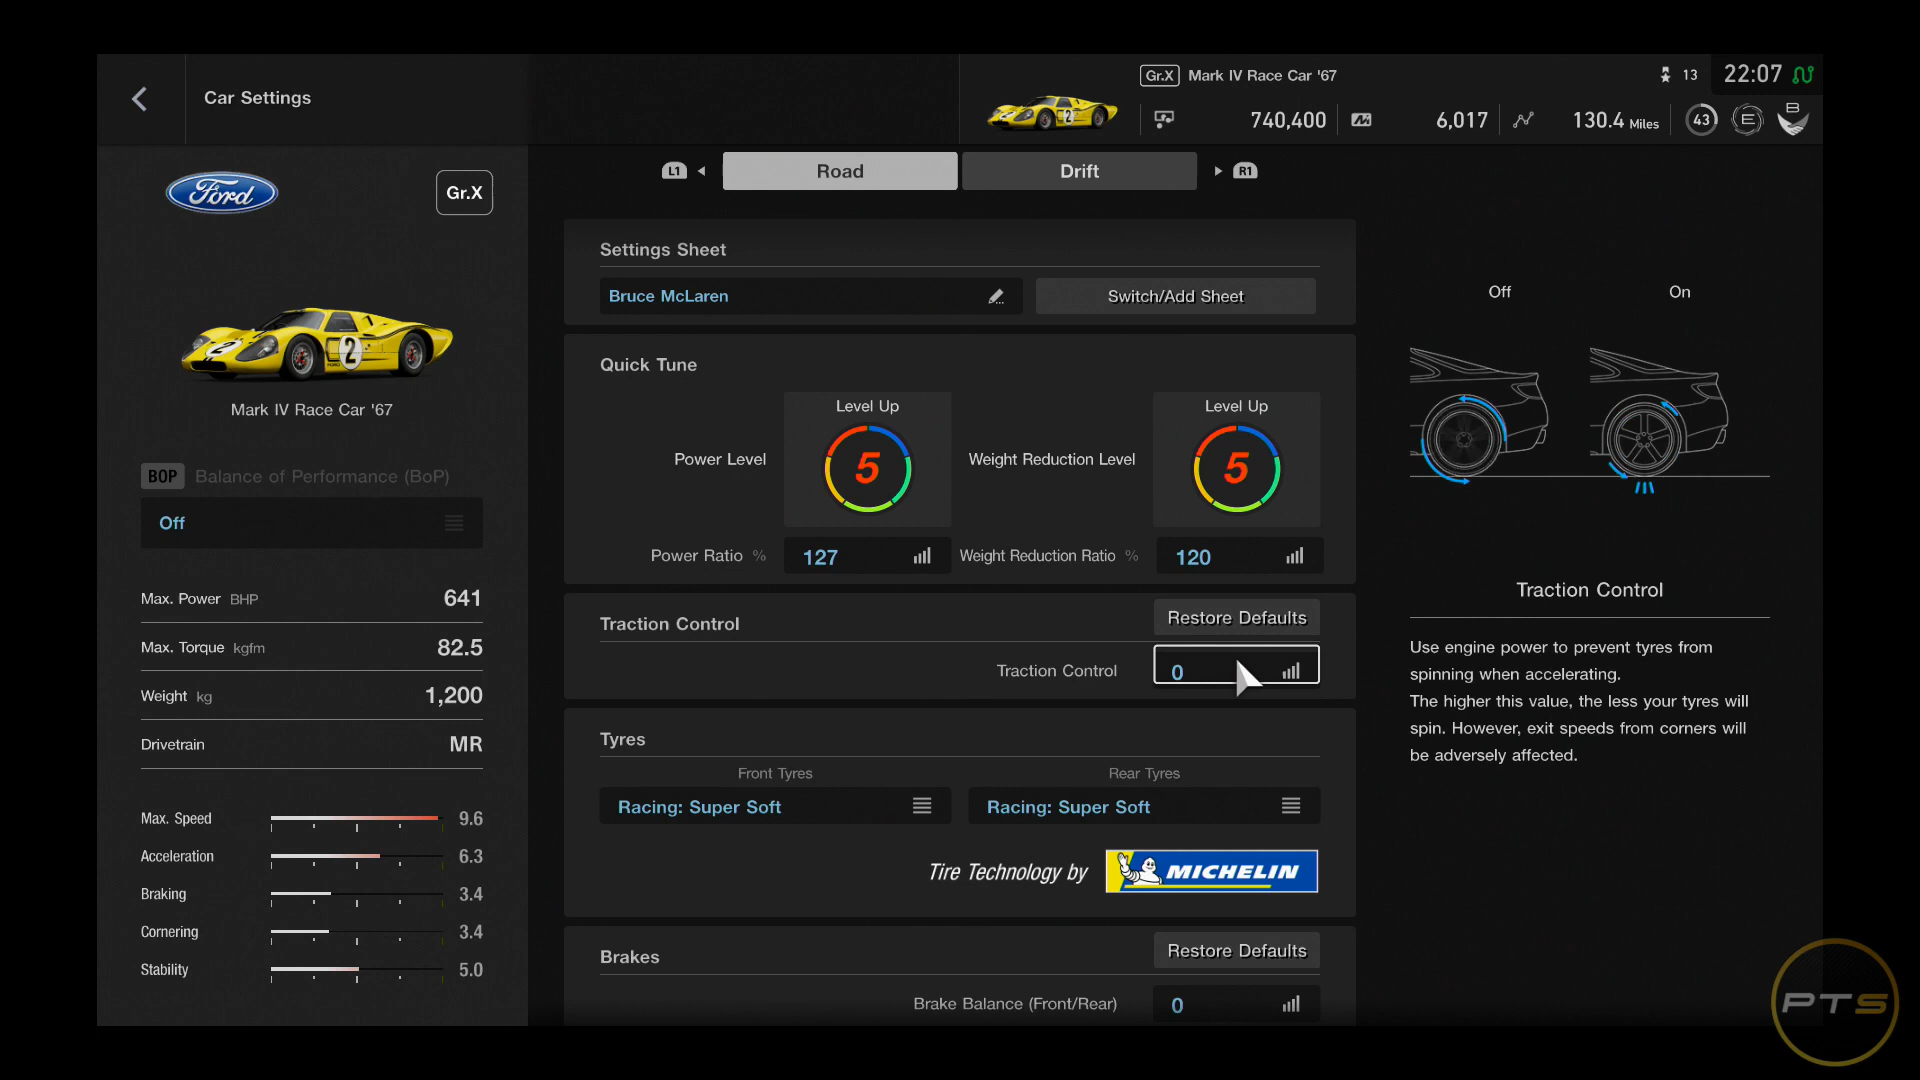 Car Settings
Gr.X Mark IV Race Car '67
13 22:07
740,400 6,017 130.4 Miles 43 E B
Ford Gr.X
L1 Road Drift R1
2
Mark IV Race Car '67
BOP Balance of Performance (BoP)
Off
Max. Power BHP 641
Max. Torque kgfm 82.5
Weight kg 1,200
Drivetrain MR
Max. Speed 9.6
Acceleration 6.3
Braking 3.4
Cornering 3.4
Stability 5.0
Settings Sheet
Bruce McLaren Switch/Add Sheet
Quick Tune
Level Up Level Up
Power Level 5 Weight Reduction Level 5
Power Ratio % 127 Weight Reduction Ratio % 120
Traction Control Restore Defaults
Traction Control 0
Tyres
Front Tyres Rear Tyres
Racing: Super Soft Racing: Super Soft
Tire Technology by MICHELIN
Brakes Restore Defaults
Brake Balance (Front/Rear) 0
Off On
Traction Control
Use engine power to prevent tyres from
spinning when accelerating.
The higher this value, the less your tyres will
spin. However, exit speeds from corners will
be adversely affected.
PTS